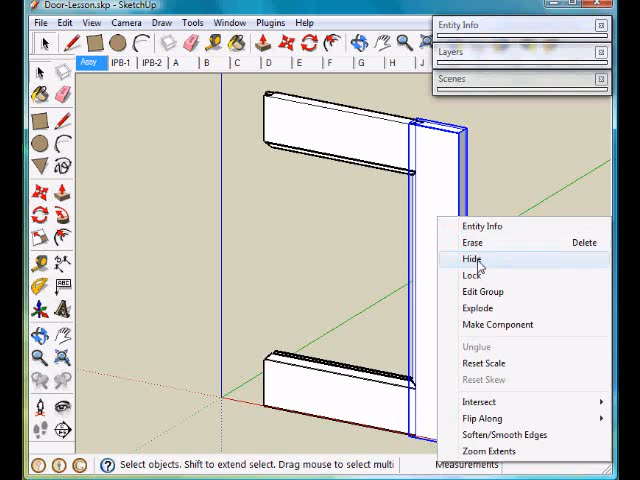 Door-Lesson.skp - SketchUp
File Edit View Camera Draw Tools Window Plugins Help
Entity Info
Layers
Scenes
Assy IPB-1 IPB-2 A B C D E F G H J
Entity Info
Erase Delete
Hide
Lock
Edit Group
Explode
Make Component
Unglue
Reset Scale
Reset Skew
Intersect
Flip Along
Soften/Smooth Edges
Zoom Extents
Select objects. Shift to extend select. Drag mouse to select multi
Measurements